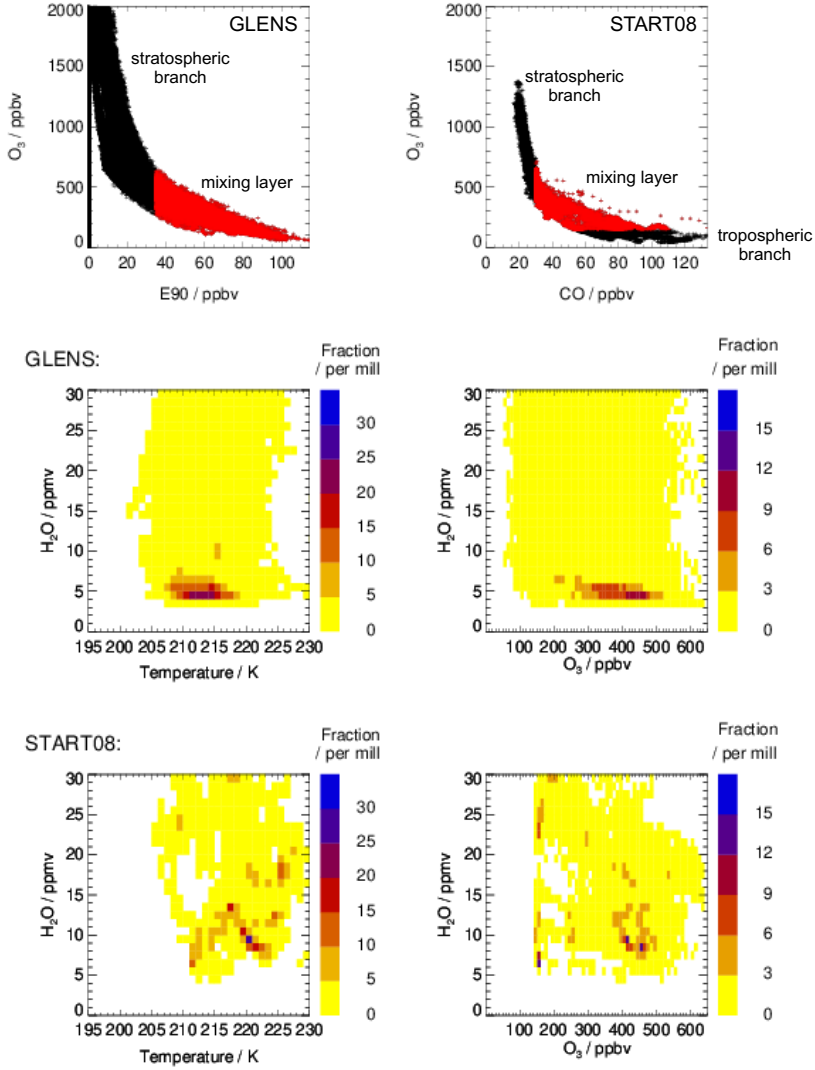 GLENS
START08
2000
1500
1000
500
0
O3 / ppbv
stratospheric
branch
mixing layer
0 20 40 60 80 100
E90 / ppbv
2000
1500
1000
500
0
O3 / ppbv
stratospheric
branch
mixing layer
tropospheric
branch
0 20 40 60 80 100 120
CO / ppbv
GLENS:
Fraction
/ per mill
30
25
20
15
10
5
0
H2O / ppmv
195 200 205 210 215 220 225 230
Temperature / K
30
25
20
15
10
5
0
Fraction
/ per mill
30
25
20
15
10
5
0
H2O / ppmv
100 200 300 400 500 600
O3 / ppbv
15
12
9
6
3
0
START08:
Fraction
/ per mill
30
25
20
15
10
5
0
H2O / ppmv
195 200 205 210 215 220 225 230
Temperature / K
30
25
20
15
10
5
0
Fraction
/ per mill
30
25
20
15
10
5
0
H2O / ppmv
100 200 300 400 500 600
O3 / ppbv
15
12
9
6
3
0